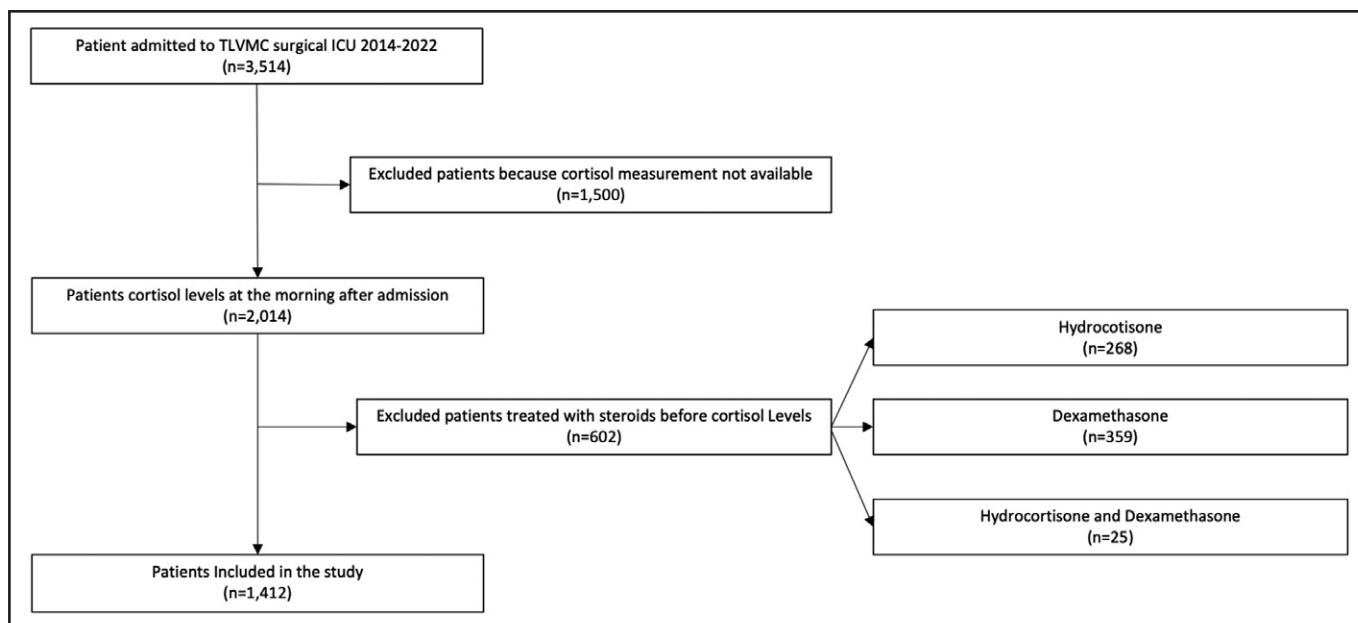 Patient admitted to TLVMC surgical ICU 2014-2022
(n=3,514)
Excluded patients because cortisol measurement not available
(n=1,500)
Patients cortisol levels at the morning after admission
(n=2,014)
Hydrocotisone
(n=268)
Excluded patients treated with steroids before cortisol Levels
(n=602)
Dexamethasone
(n=359)
Hydrocortisone and Dexamethasone
(n=25)
Patients Included in the study
(n=1,412)